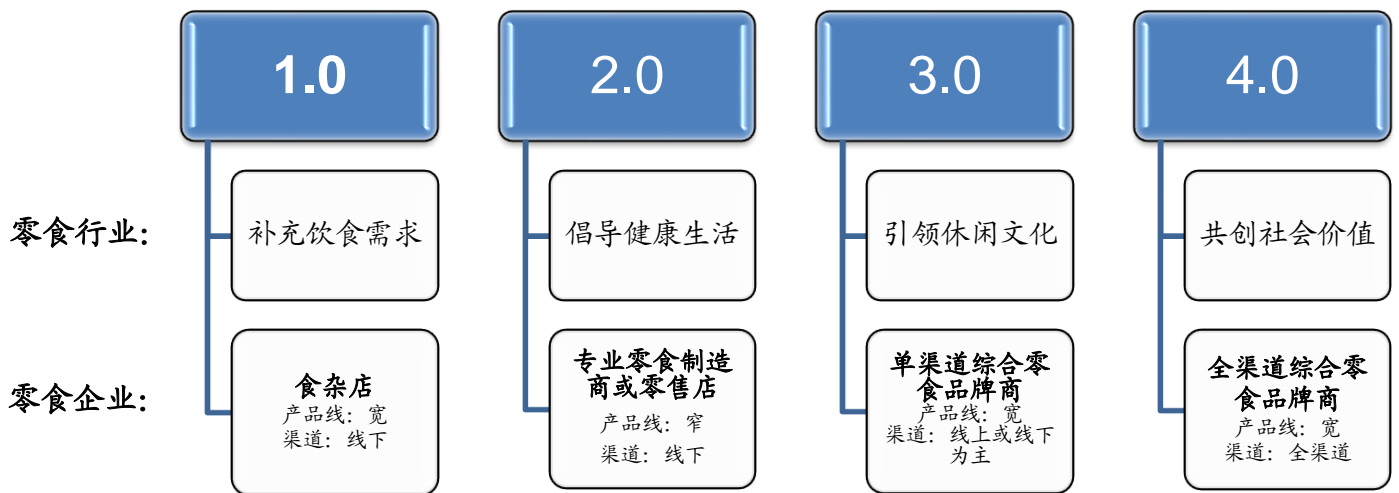 1.0
2.0
3.0
4.0
零食行业:
补充饮食需求
倡导健康生活
引领休闲文化
共创社会价值
零食企业:
食杂店
产品线: 宽
渠道: 线下
专业零食制造
商或零售店
产品线: 窄
渠道: 线下
单渠道综合零
食品牌商
产品线: 宽
渠道: 线上或线下
为主
全渠道综合零
食品牌商
产品线: 宽
渠道: 全渠道